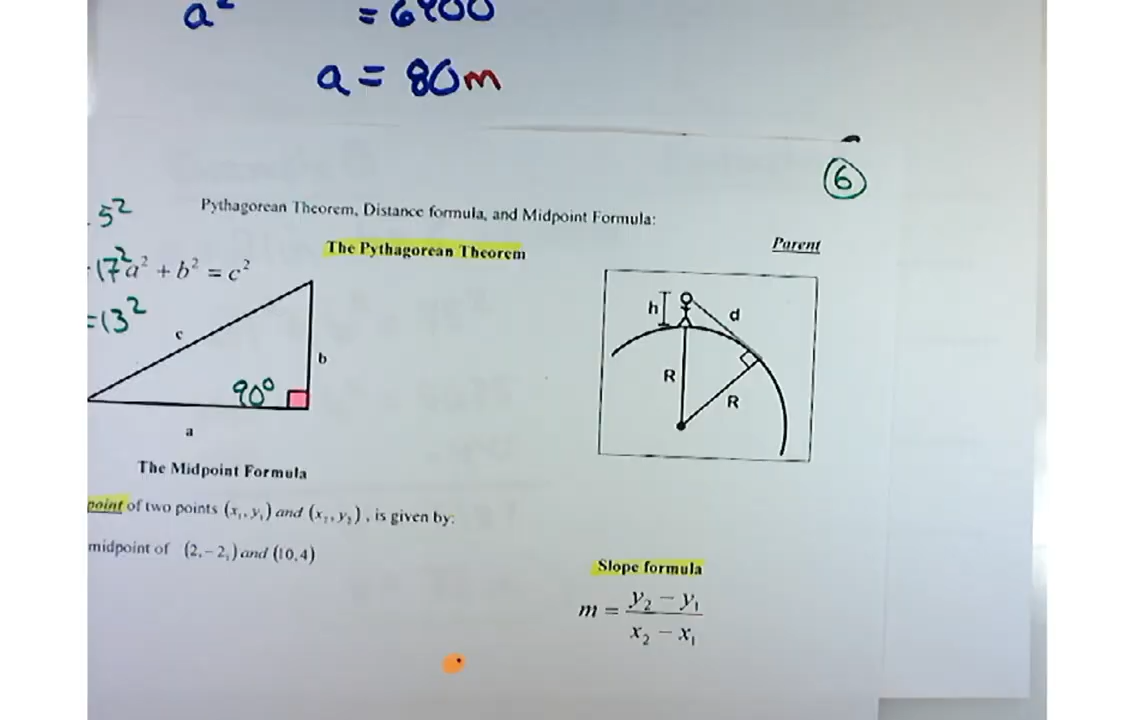 a² = 6400
a = 80m
6
5²
Pythagorean Theorem, Distance formula, and Midpoint Formula:
Parent
The Pythagorean Theorem
17²
a² + b² = c²
=13²
c
b
90°
a
h
d
R
R
The Midpoint Formula
point of two points (x₁, y₁) and (x₂, y₂), is given by:
midpoint of (2,−2,) and (10,4)
Slope formula
m = y₂ − y₁ / x₂ − x₁